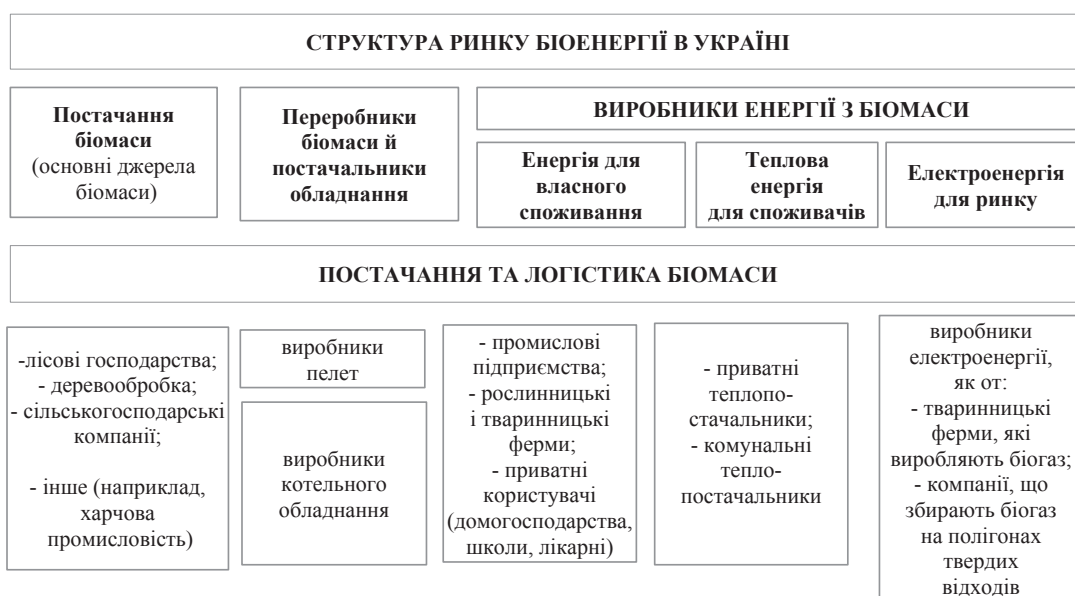 СТРУКТУРА РИНКУ БІОЕНЕРГІЇ В УКРАЇНІ
Постачання
біомаси
(основні джерела
біомаси)
Переробники
біомаси й
постачальники
обладнання
ВИРОБНИКИ ЕНЕРГІЇ З БІОМАСИ
Енергія для
власного
споживання
Теплова
енергія
для споживачів
Електроенергія
для ринку
ПОСТАЧАННЯ ТА ЛОГІСТИКА БІОМАСИ
-лісові господарства;
- деревообробка;
- сільськогосподарські
компанії;
- інше (наприклад,
харчова
промисловість)
виробники
пелет
виробники
котельного
обладнання
- промислові
підприємства;
- рослинницькі
і тваринницькі
ферми;
- приватні
користувачі
(домогосподарства,
школи, лікарні)
- приватні
теплопо-
стачальники;
- комунальні
тепло-
постачальники
виробники
електроенергії,
як от:
- тваринницькі
ферми, які
виробляють біогаз;
- компанії, що
збирають біогаз
на полігонах
твердих
відходів